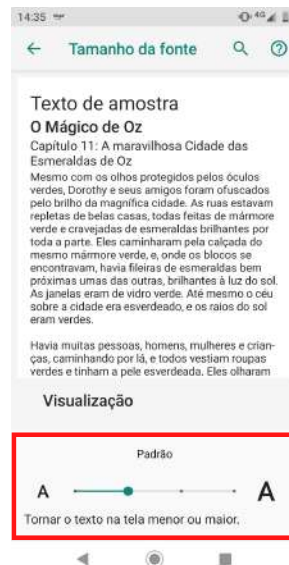 14:35
4G
Tamanho da fonte
Texto de amostra
O Mágico de Oz
Capítulo 11: A maravilhosa Cidade das
Esmeraldas de Oz
Mesmo com os olhos protegidos pelos óculos
verdes, Dorothy e seus amigos foram ofuscados
pelo brilho da magnífica cidade. As ruas estavam
repletas de belas casas, todas feitas de mármore
verde e cravejadas de esmeraldas brilhantes por
toda a parte. Eles caminharam pela calçada do
mesmo mármore verde, e, onde os blocos se
encontravam, havia fileiras de esmeraldas bem
próximas umas das outras, brilhantes à luz do sol.
As janelas eram de vidro verde. Até mesmo o céu
sobre a cidade era esverdeado, e os raios do sol
eram verdes.
Havia muitas pessoas, homens, mulheres e crian-
ças, caminhando por lá, e todos vestiam roupas
verdes e tinham a pele esverdeada. Eles olharam
Visualização
Padrão
A A
Tornar o texto na tela menor ou maior.